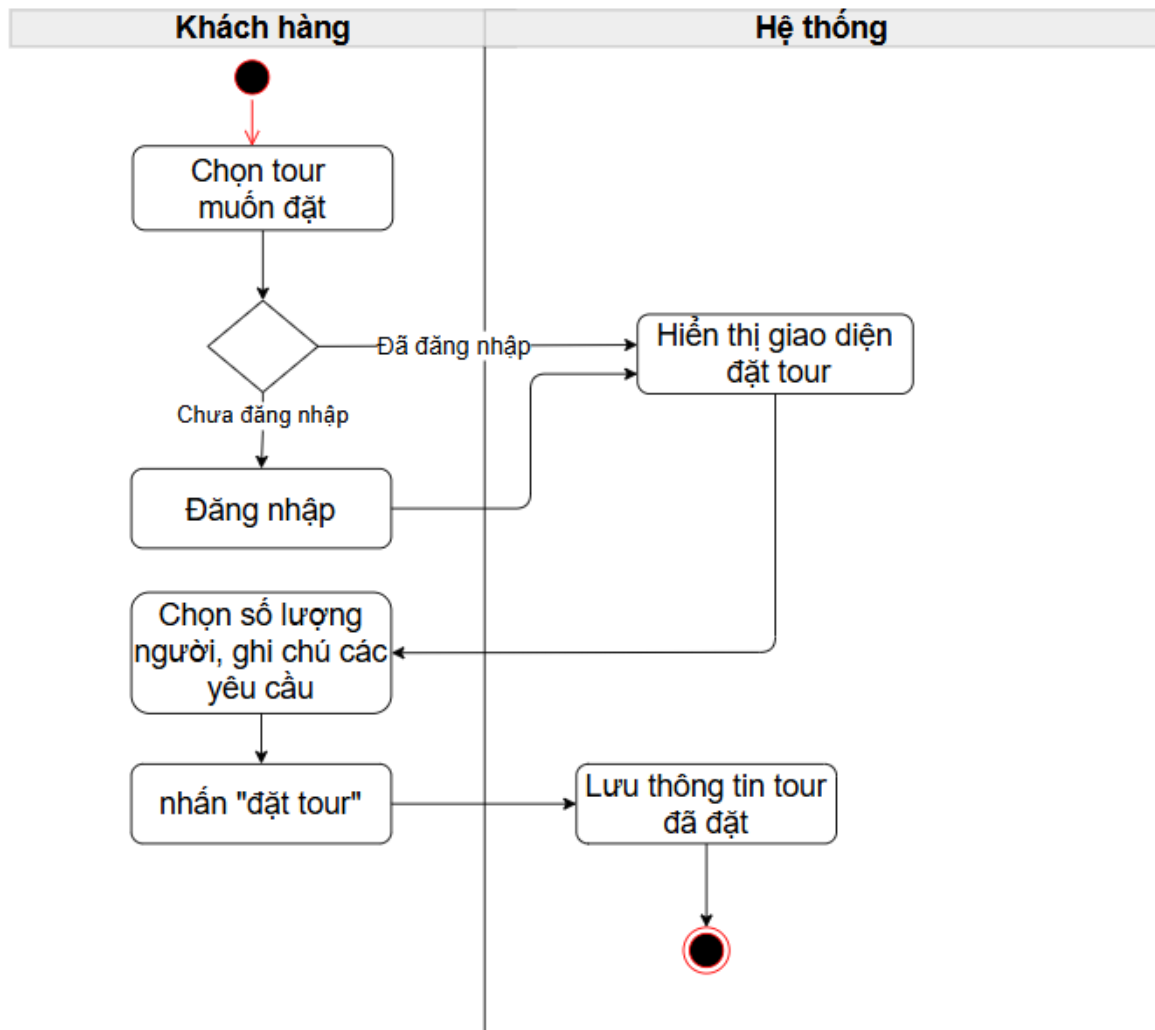 Khách hàng
Hệ thống
Chọn tour
muốn đặt
Đã đăng nhập
Hiển thị giao diện
đặt tour
Chưa đăng nhập
Đăng nhập
Chọn số lượng
người, ghi chú các
yêu cầu
nhấn "đặt tour"
Lưu thông tin tour
đã đặt